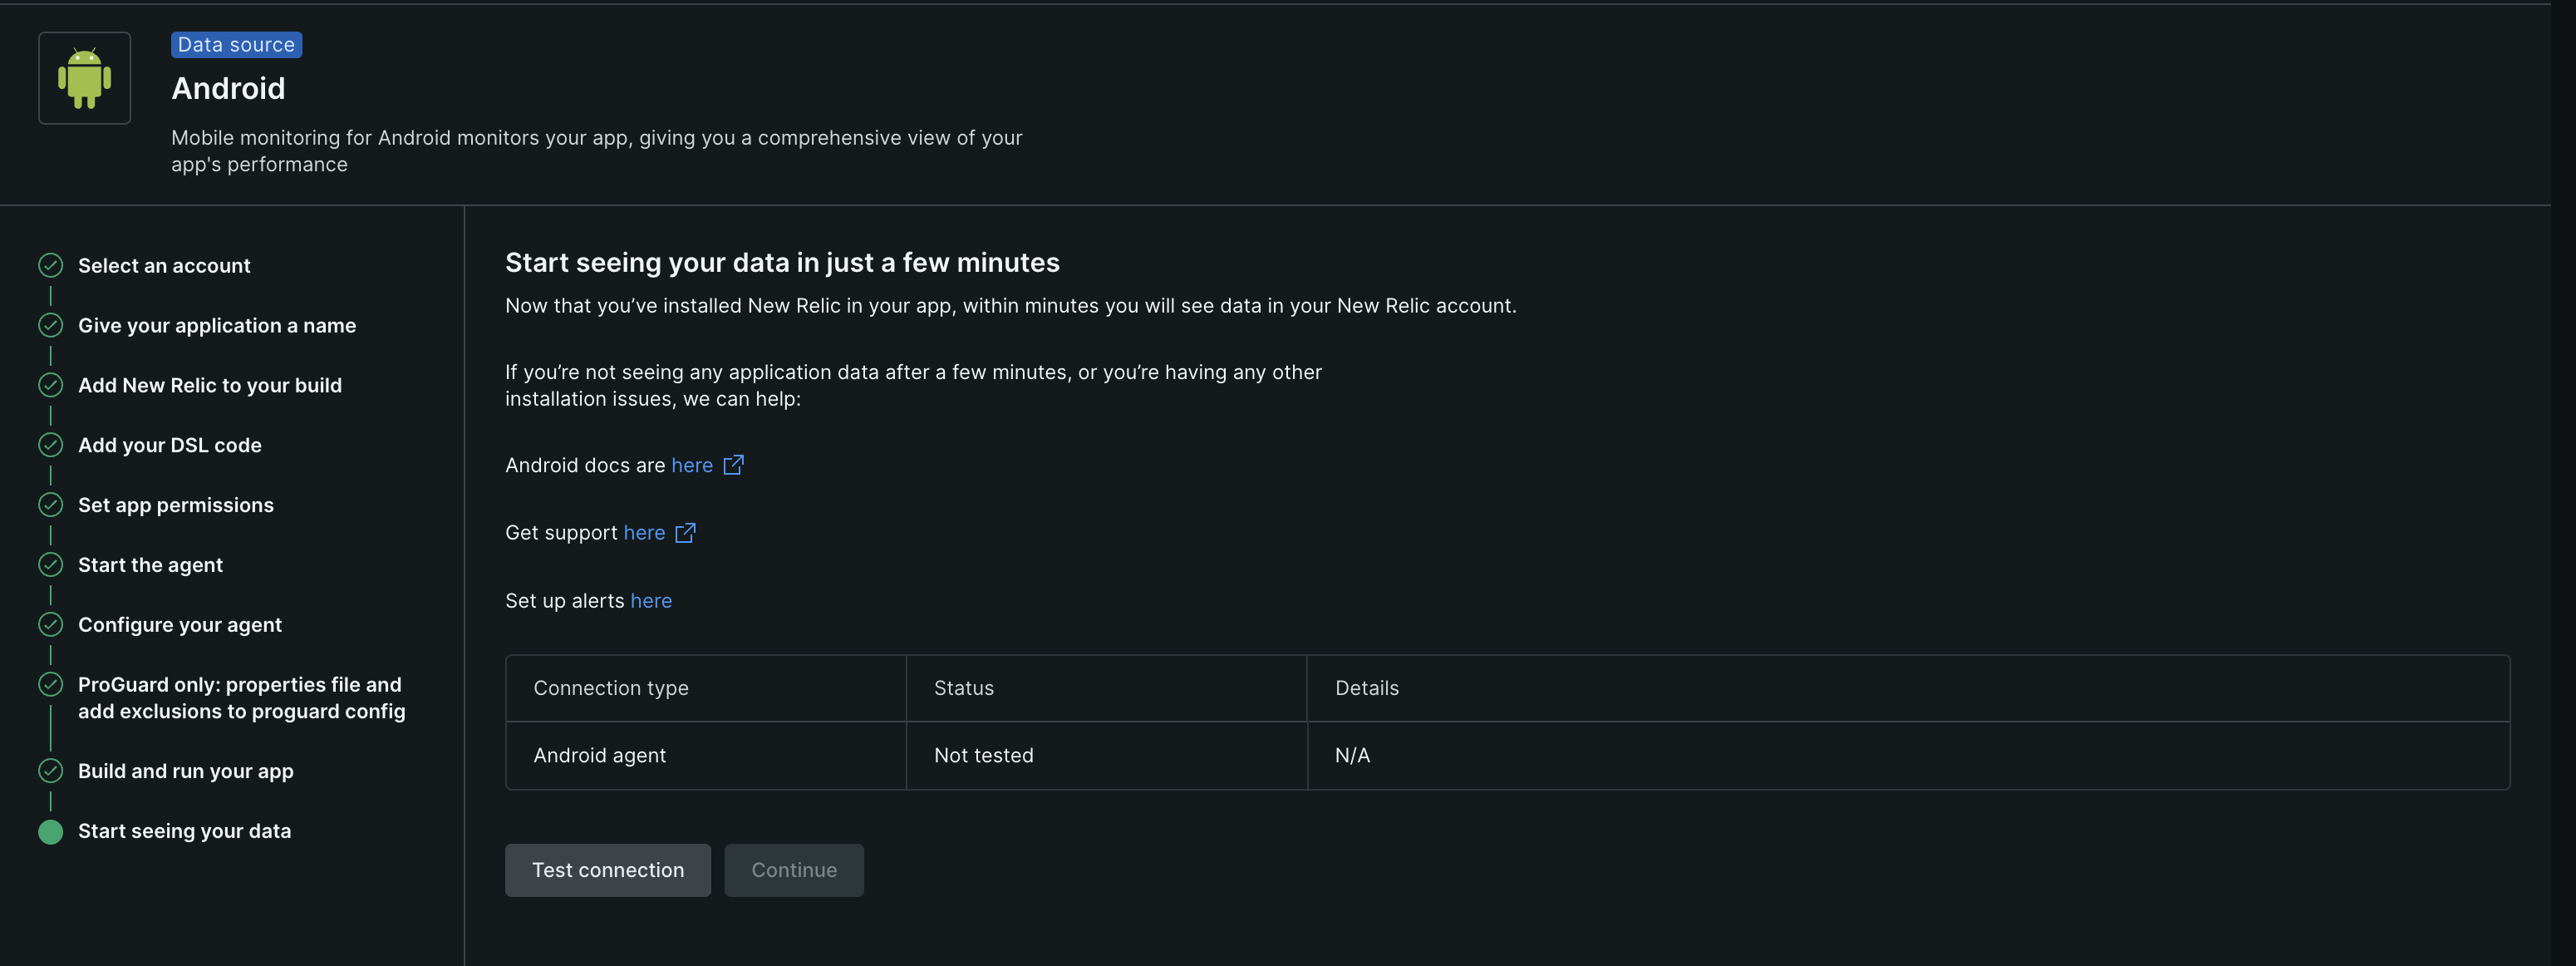 Data source
Android
Mobile monitoring for Android monitors your app, giving you a comprehensive view of your
app's performance
Select an account
Give your application a name
Add New Relic to your build
Add your DSL code
Set app permissions
Start the agent
Configure your agent
ProGuard only: properties file and
add exclusions to proguard config
Build and run your app
Start seeing your data
Start seeing your data in just a few minutes
Now that you’ve installed New Relic in your app, within minutes you will see data in your New Relic account.
If you’re not seeing any application data after a few minutes, or you’re having any other
installation issues, we can help:
Android docs are here
Get support here
Set up alerts here
Connection type Status Details
Android agent Not tested N/A
Test connection Continue